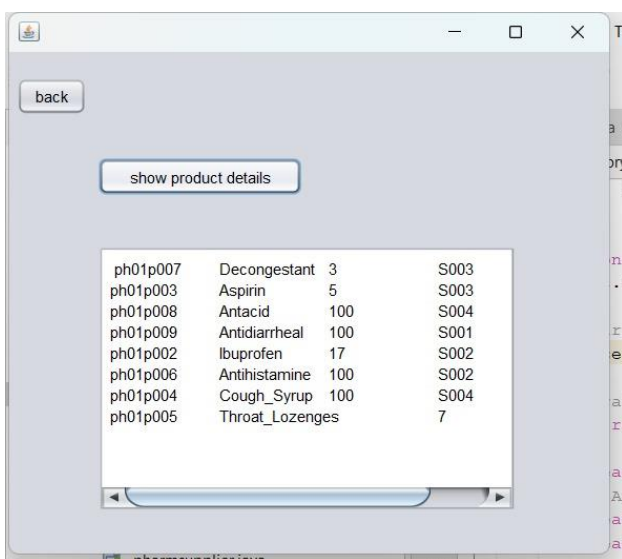 back
show product details
ph01p007 Decongestant 3 S003
ph01p003 Aspirin 5 S003
ph01p008 Antacid 100 S004
ph01p009 Antidiarrheal 100 S001
ph01p002 Ibuprofen 17 S002
ph01p006 Antihistamine 100 S002
ph01p004 Cough_Syrup 100 S004
ph01p005 Throat_Lozenges 7